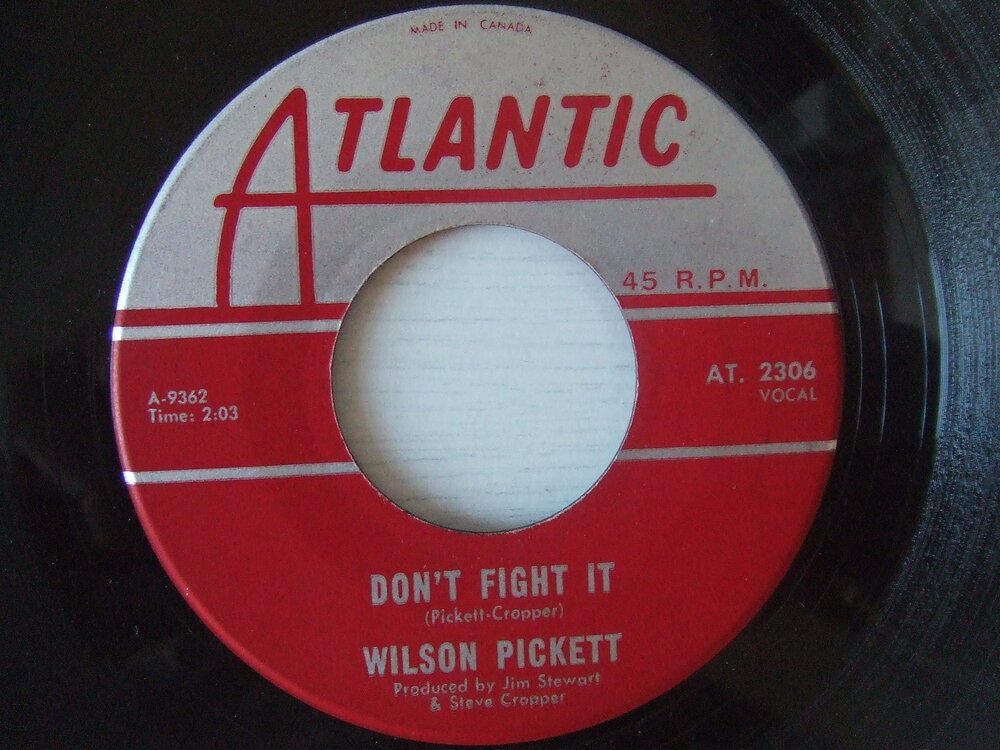 MADE IN CANADA
ATLANTIC
45 R.P.M.
A-9362
Time: 2:03
AT. 2306
VOCAL
DON'T FIGHT IT
(Pickett-Cropper)
WILSON PICKETT
Produced by Jim Stewart
& Steve Cropper